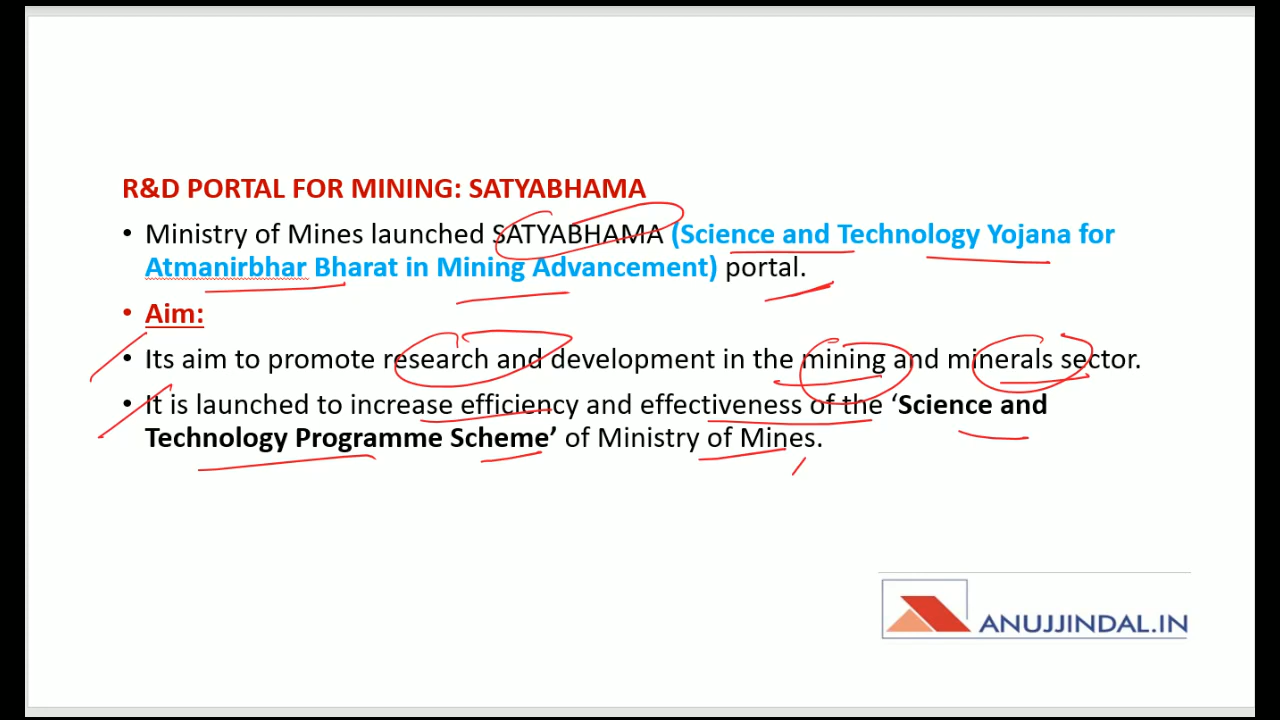 R&D PORTAL FOR MINING: SATYABHAMA
• Ministry of Mines launched SATYABHAMA (Science and Technology Yojana for
Atmanirbhar Bharat in Mining Advancement) portal.
• Aim:
• Its aim to promote research and development in the mining and minerals sector.
• It is launched to increase efficiency and effectiveness of the ‘Science and
Technology Programme Scheme’ of Ministry of Mines.
ANUJJINDAL.IN